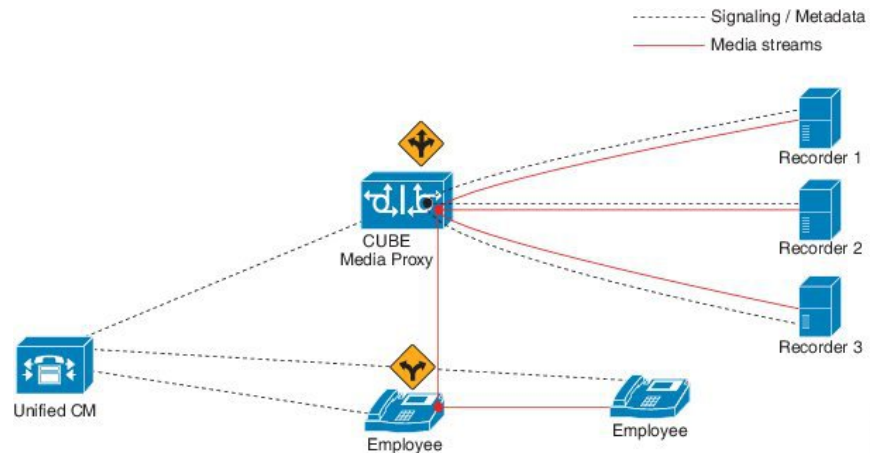 Signaling / Metadata
Media streams
Recorder 1
CUBE
Media Proxy
Recorder 2
Recorder 3
Unified CM
Employee
Employee